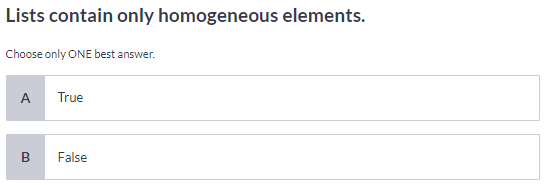 Lists contain only homogeneous elements.
Choose only ONE best answer.
A True
B False